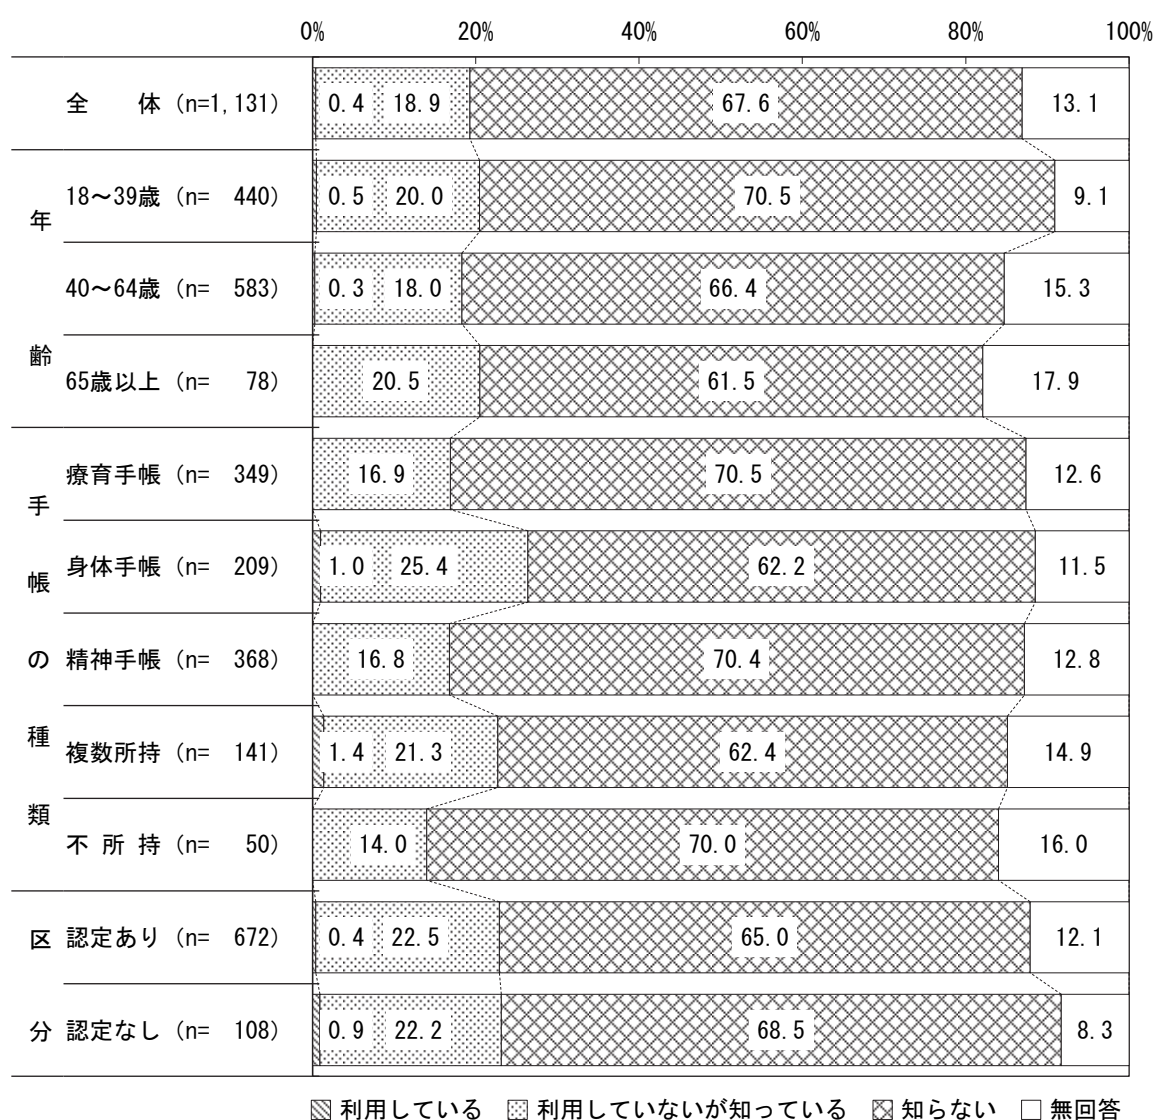 0% 20% 40% 60% 80% 100%
全　体 (n=1,131) 0.4 18.9 67.6 13.1
年齢
18～39歳 (n= 440) 0.5 20.0 70.5 9.1
40～64歳 (n= 583) 0.3 18.0 66.4 15.3
65歳以上 (n= 78) 20.5 61.5 17.9
手帳の種類
療育手帳 (n= 349) 16.9 70.5 12.6
身体手帳 (n= 209) 1.0 25.4 62.2 11.5
精神手帳 (n= 368) 16.8 70.4 12.8
複数所持 (n= 141) 1.4 21.3 62.4 14.9
不所持 (n= 50) 14.0 70.0 16.0
区分
認定あり (n= 672) 0.4 22.5 65.0 12.1
認定なし (n= 108) 0.9 22.2 68.5 8.3
利用している 利用していないが知っている 知らない 無回答